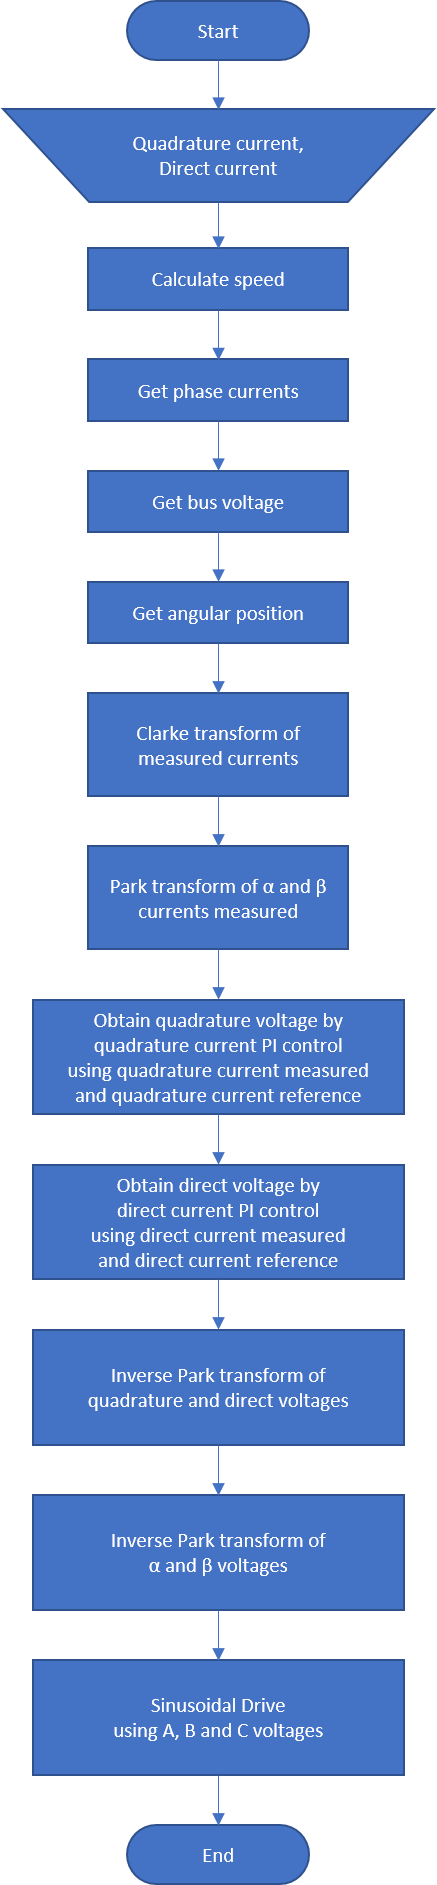 Start
Quadrature current,
Direct current
Calculate speed
Get phase currents
Get bus voltage
Get angular position
Clarke transform of
measured currents
Park transform of α and β
currents measured
Obtain quadrature voltage by
quadrature current PI control
using quadrature current measured
and quadrature current reference
Obtain direct voltage by
direct current PI control
using direct current measured
and direct current reference
Inverse Park transform of
quadrature and direct voltages
Inverse Park transform of
α and β voltages
Sinusoidal Drive
using A, B and C voltages
End